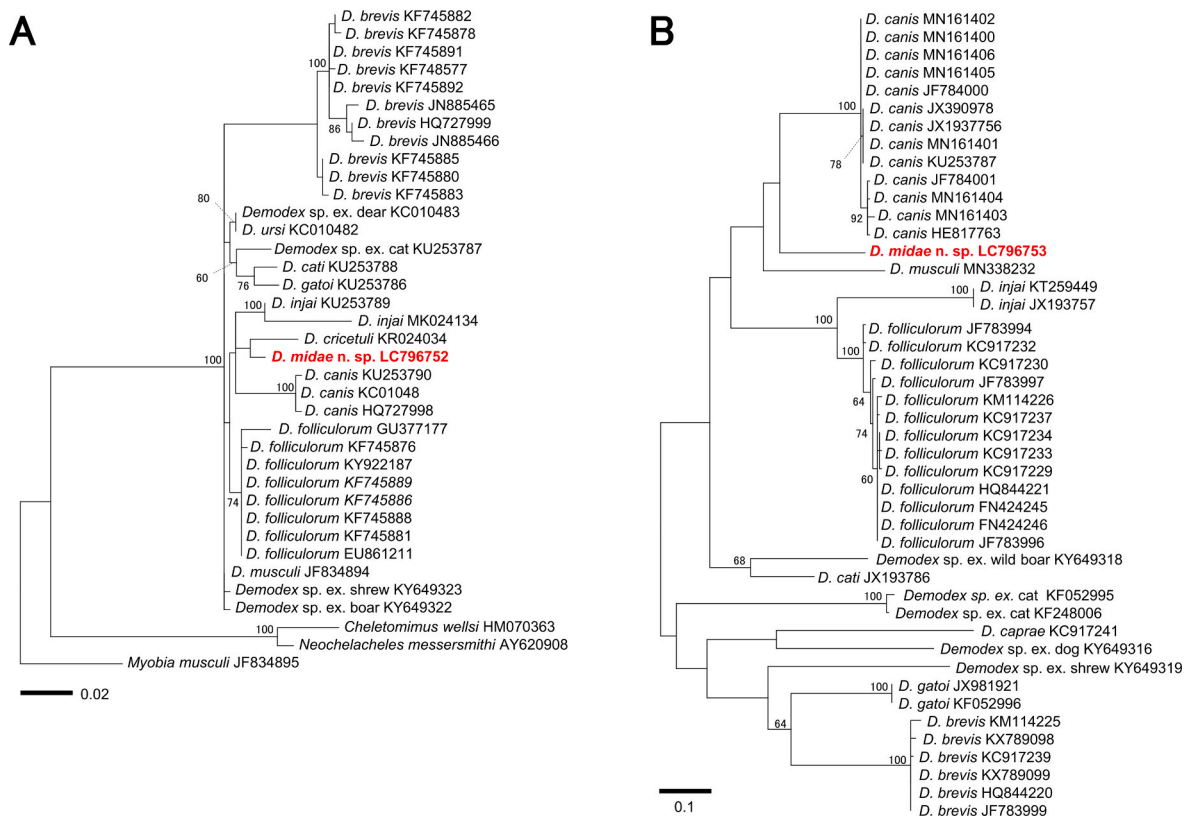 A
D. brevis KF745882
D. brevis KF745878
D. brevis KF745891
D. brevis KF748577
D. brevis KF745892
100
D. brevis JN885465
D. brevis HQ727999
86
D. brevis JN885466
D. brevis KF745885
D. brevis KF745880
D. brevis KF745883
80
Demodex sp. ex. dear KC010483
D. ursi KC010482
Demodex sp. ex. cat KU253787
60
D. cati KU253788
76
D. gatoi KU253786
100
D. injai KU253789
D. injai MK024134
D. cricetuli KR024034
100
D. midae n. sp. LC796752
D. canis KU253790
100
D. canis KC01048
D. canis HQ727998
D. folliculorum GU377177
D. folliculorum KF745876
D. folliculorum KY922187
D. folliculorum KF745889
74
D. folliculorum KF745886
D. folliculorum KF745888
D. folliculorum KF745881
D. folliculorum EU861211
D. musculi JF834894
Demodex sp. ex shrew KY649323
Demodex sp. ex boar KY649322
100
Cheletomimus wellsi HM070363
Neochelacheles messersmithi AY620908
Myobia musculi JF834895
0.02
B
D. canis MN161402
D. canis MN161400
D. canis MN161406
D. canis MN161405
D. canis JF784000
100
D. canis JX390978
D. canis JX1937756
D. canis MN161401
78
D. canis KU253787
D. canis JF784001
D. canis MN161404
92
D. canis MN161403
D. canis HE817763
D. midae n. sp. LC796753
D. musculi MN338232
100
D. injai KT259449
D. injai JX193757
100
D. folliculorum JF783994
100
D. folliculorum KC917232
D. folliculorum KC917230
D. folliculorum JF783997
64
D. folliculorum KM114226
D. folliculorum KC917237
74
D. folliculorum KC917234
D. folliculorum KC917233
60
D. folliculorum KC917229
D. folliculorum HQ844221
D. folliculorum FN424245
D. folliculorum FN424246
D. folliculorum JF783996
68
Demodex sp. ex. wild boar KY649318
D. cati JX193786
100
Demodex sp. ex. cat KF052995
Demodex sp. ex. cat KF248006
D. caprae KC917241
Demodex sp. ex. dog KY649316
Demodex sp. ex. shrew KY649319
100
D. gatoi JX981921
D. gatoi KF052996
64
D. brevis KM114225
D. brevis KX789098
100
D. brevis KC917239
D. brevis KX789099
D. brevis HQ844220
D. brevis JF783999
0.1